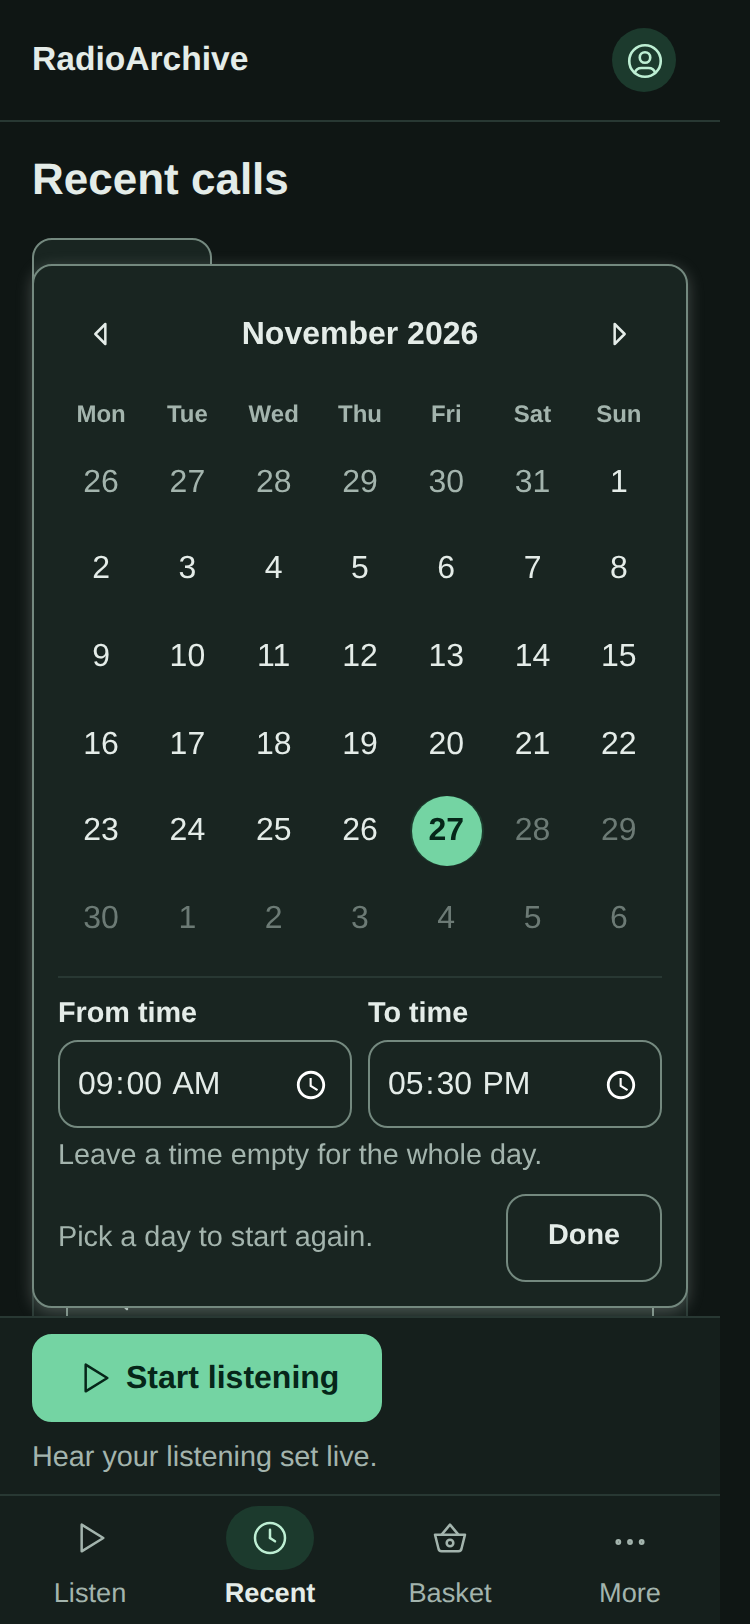 RadioArchive
Recent calls
November 2026
Mon Tue Wed Thu Fri Sat Sun
26 27 28 29 30 31 1
2 3 4 5 6 7 8
9 10 11 12 13 14 15
16 17 18 19 20 21 22
23 24 25 26 27 28 29
30 1 2 3 4 5 6
From time To time
09:00 AM 05:30 PM
Leave a time empty for the whole day.
Pick a day to start again. Done
Start listening
Hear your listening set live.
Listen Recent Basket More